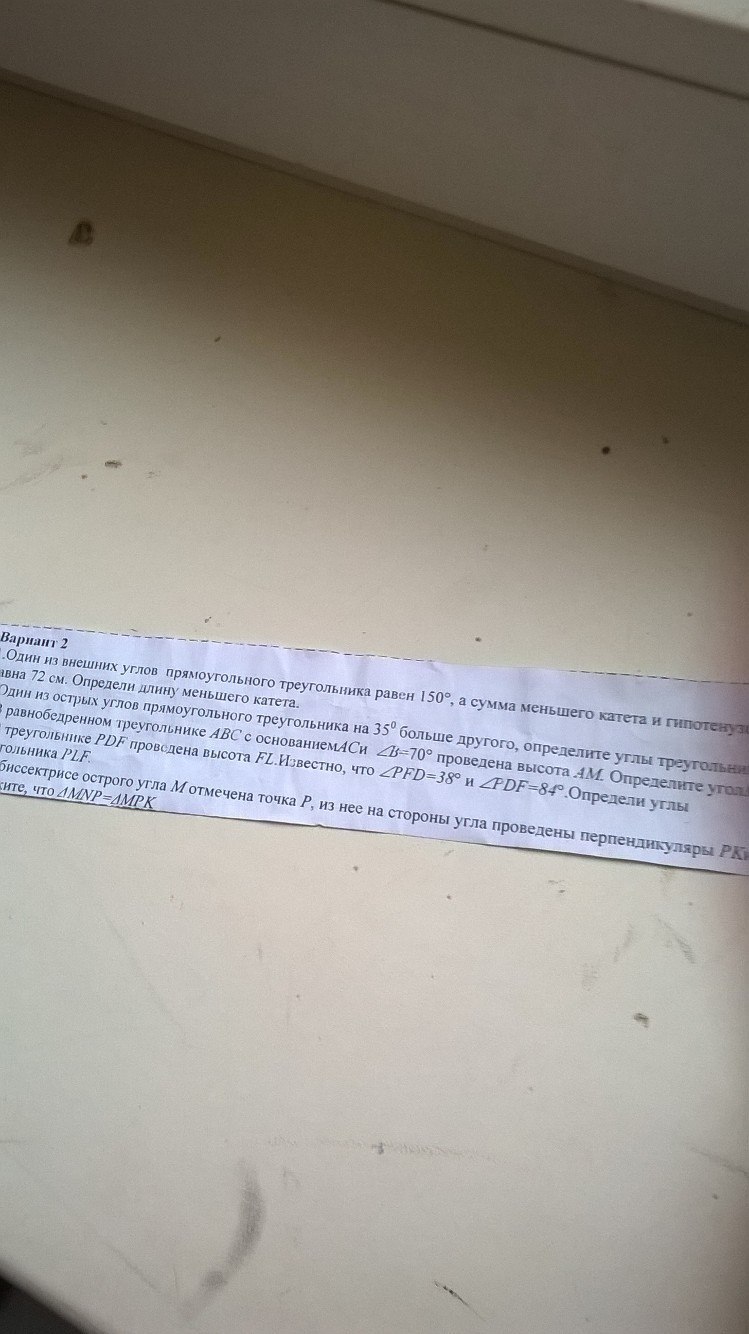 Вариант 2
.Один из внешних углов прямоугольного треугольника равен 150°, а сумма меньшего катета и гипотенуз
авна 72 см. Определи длину меньшего катета.
Один из острых углов прямоугольного треугольника на 35⁰ больше другого, определите углы треугольни
равнобедренном треугольнике ABC с основаниемACи ∠B=70° проведена высота AM. Определите угол
треугольнике PDF проведена высота FL.Известно, что ∠PFD=38° и ∠PDF=84°.Определи углы
гольника PLF.
биссектрисе острого угла M отмечена точка P, из нее на стороны угла проведены перпендикуляры PKи
ките, что ΔMNP=ΔMPK